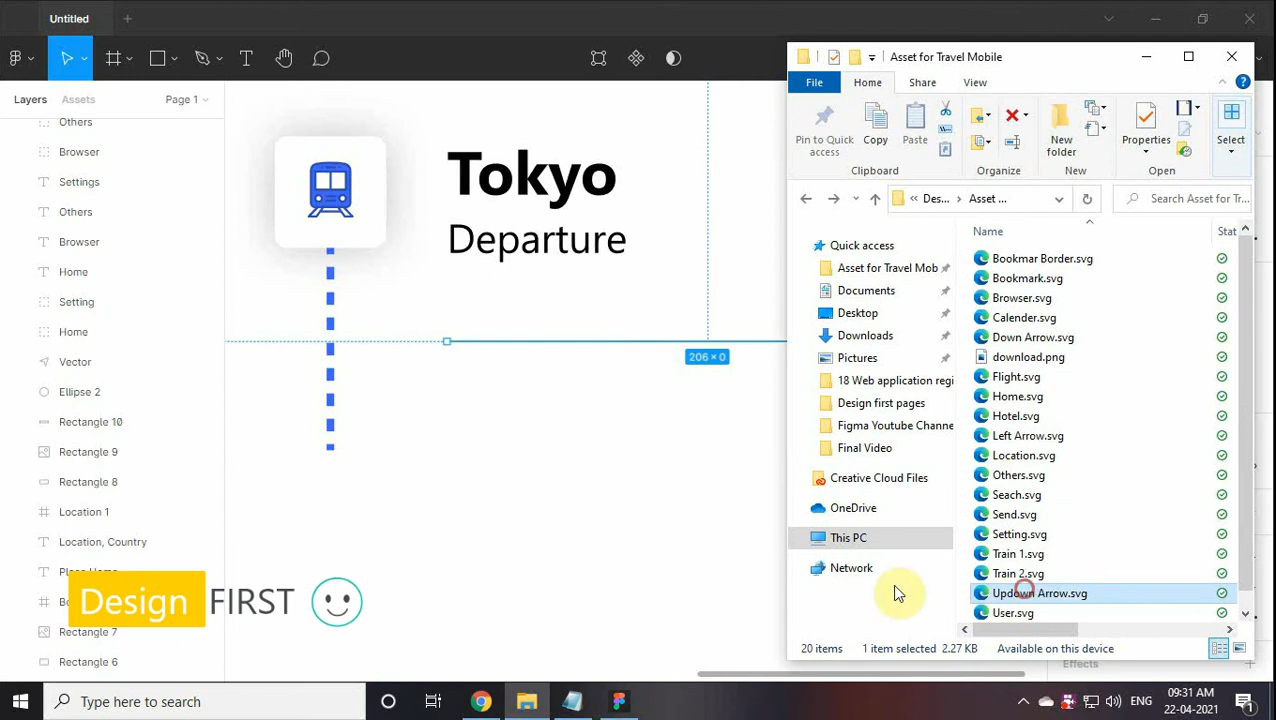 Untitled
Asset for Travel Mobile
File Home Share View
Layers Assets Page 1
Pin to Quick access
Copy
Paste
New folder
Properties
Select
Clipboard Organize New Open
Des... Asset ... Search Asset for Tr...
Others
Browser
Settings
Others
Browser
Home
Setting
Home
Vector
Ellipse 2
Rectangle 10
Rectangle 9
Rectangle 8
Location 1
Location, Country
Rectangle 7
Rectangle 6
Tokyo
Departure
206 × 0
Design FIRST
Quick access
Asset for Travel Mob
Documents
Desktop
Downloads
Pictures
18 Web application regi
Design first pages
Figma Youtube Channe
Final Video
Creative Cloud Files
OneDrive
This PC
Network
Name Stat
Bookmar Border.svg
Bookmark.svg
Browser.svg
Calender.svg
Down Arrow.svg
download.png
Flight.svg
Home.svg
Hotel.svg
Left Arrow.svg
Location.svg
Others.svg
Seach.svg
Send.svg
Setting.svg
Train 1.svg
Train 2.svg
Updown Arrow.svg
User.svg
20 items 1 item selected 2.27 KB Available on this device
Effects
Type here to search
ENG
09:31 AM
22-04-2021